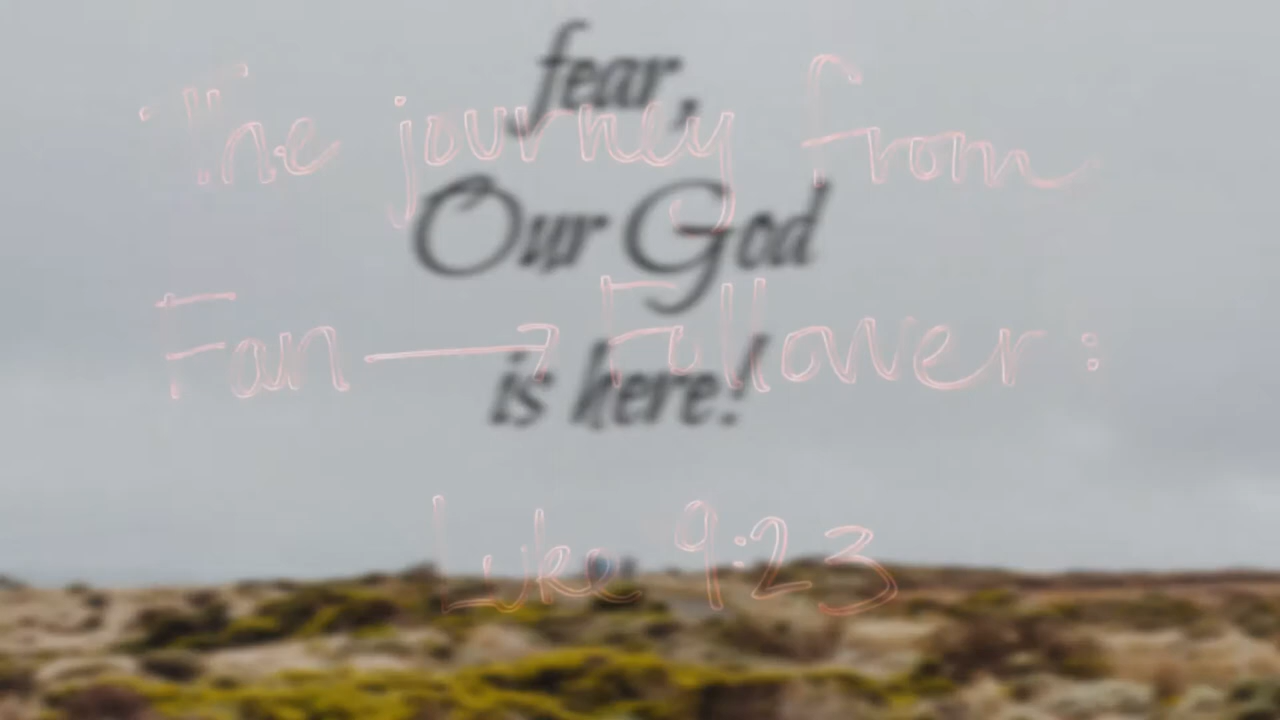 fear,
The journey from
Our God
Fan → Follower:
is here!
Luke 9:23